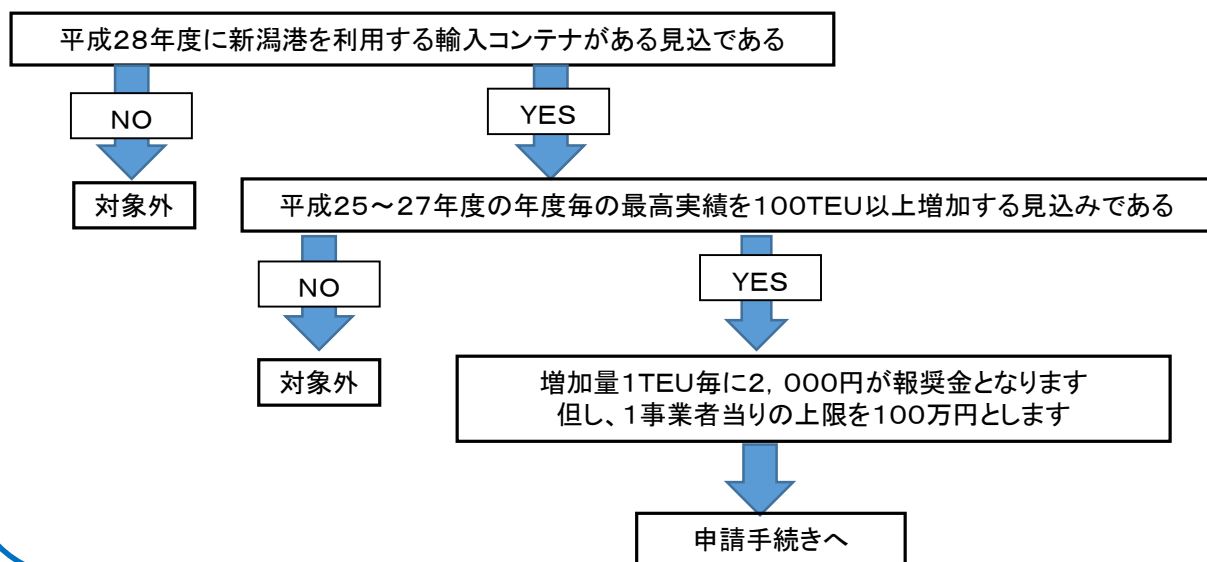 平成２８年度に新潟港を利用する輸入コンテナがある見込である
NO
YES
対象外
平成２５～２７年度の年度毎の最高実績を１００TEU以上増加する見込みである
NO
YES
対象外
増加量１TEU毎に２，０００円が報奨金となります
但し、１事業者当りの上限を１００万円とします
申請手続きへ